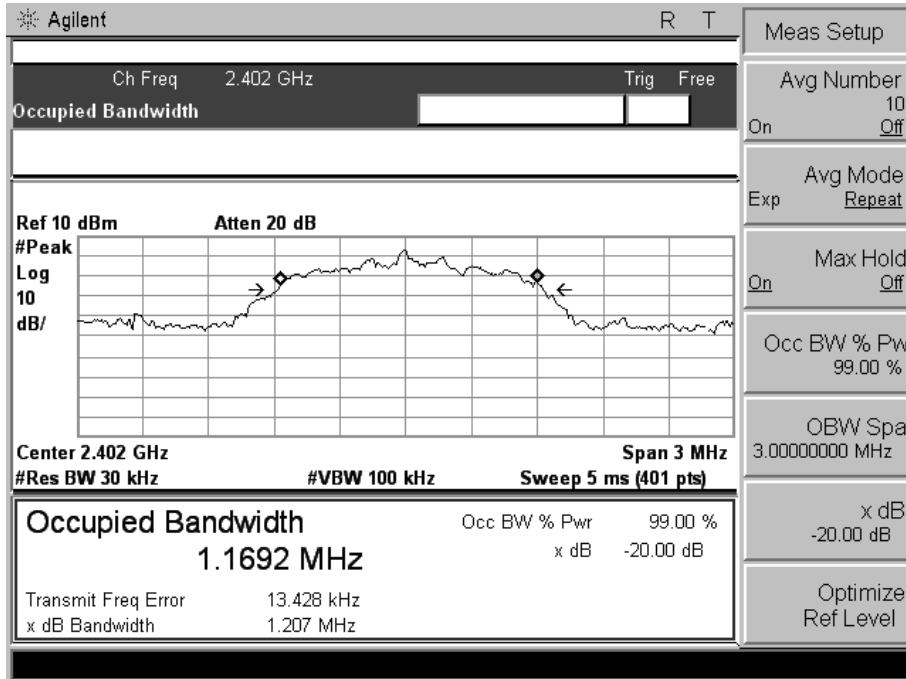 Agilent R T
Ch Freq 2.402 GHz Trig Free
Occupied Bandwidth
Ref 10 dBm Atten 20 dB
#Peak
Log
10
dB/
Center 2.402 GHz Span 3 MHz
#Res BW 30 kHz #VBW 100 kHz Sweep 5 ms (401 pts)
Occupied Bandwidth Occ BW % Pwr 99.00 %
1.1692 MHz x dB -20.00 dB
Transmit Freq Error 13.428 kHz
x dB Bandwidth 1.207 MHz
Meas Setup
Avg Number
10
On Off
Avg Mode
Exp Repeat
Max Hold
On Off
Occ BW % Pw
99.00 %
OBW Spa
3.00000000 MHz
x dB
-20.00 dB
Optimize
Ref Level